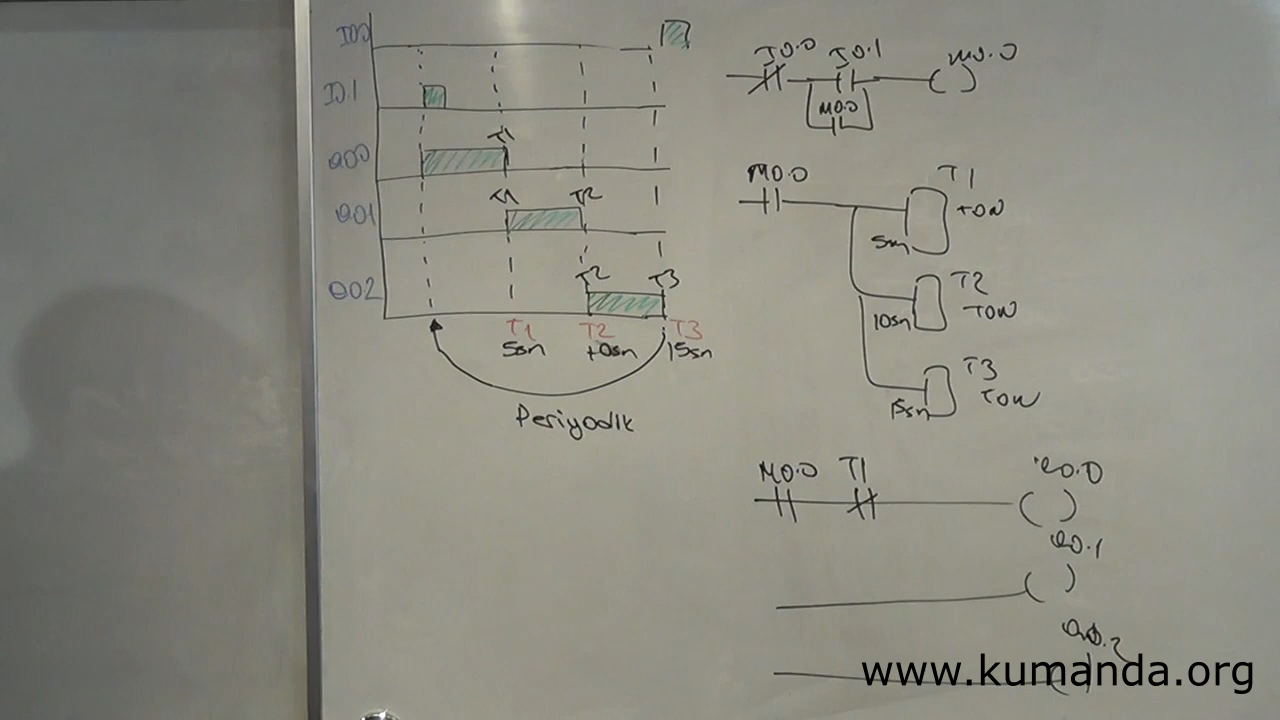 I0.0
I0.1
Q0.0
T1
Q0.1
T1 T2
Q0.2
T2 T3
T1 T2 T3
5sn 10sn 15sn
Periyodik
I0.0 I0.1 M0.0
M0.0
M0.0
T1
TON
5sn
T2
TON
10sn
T3
TON
15sn
M0.0 T1 Q0.0
Q0.1
Q0.2
www.kumanda.org